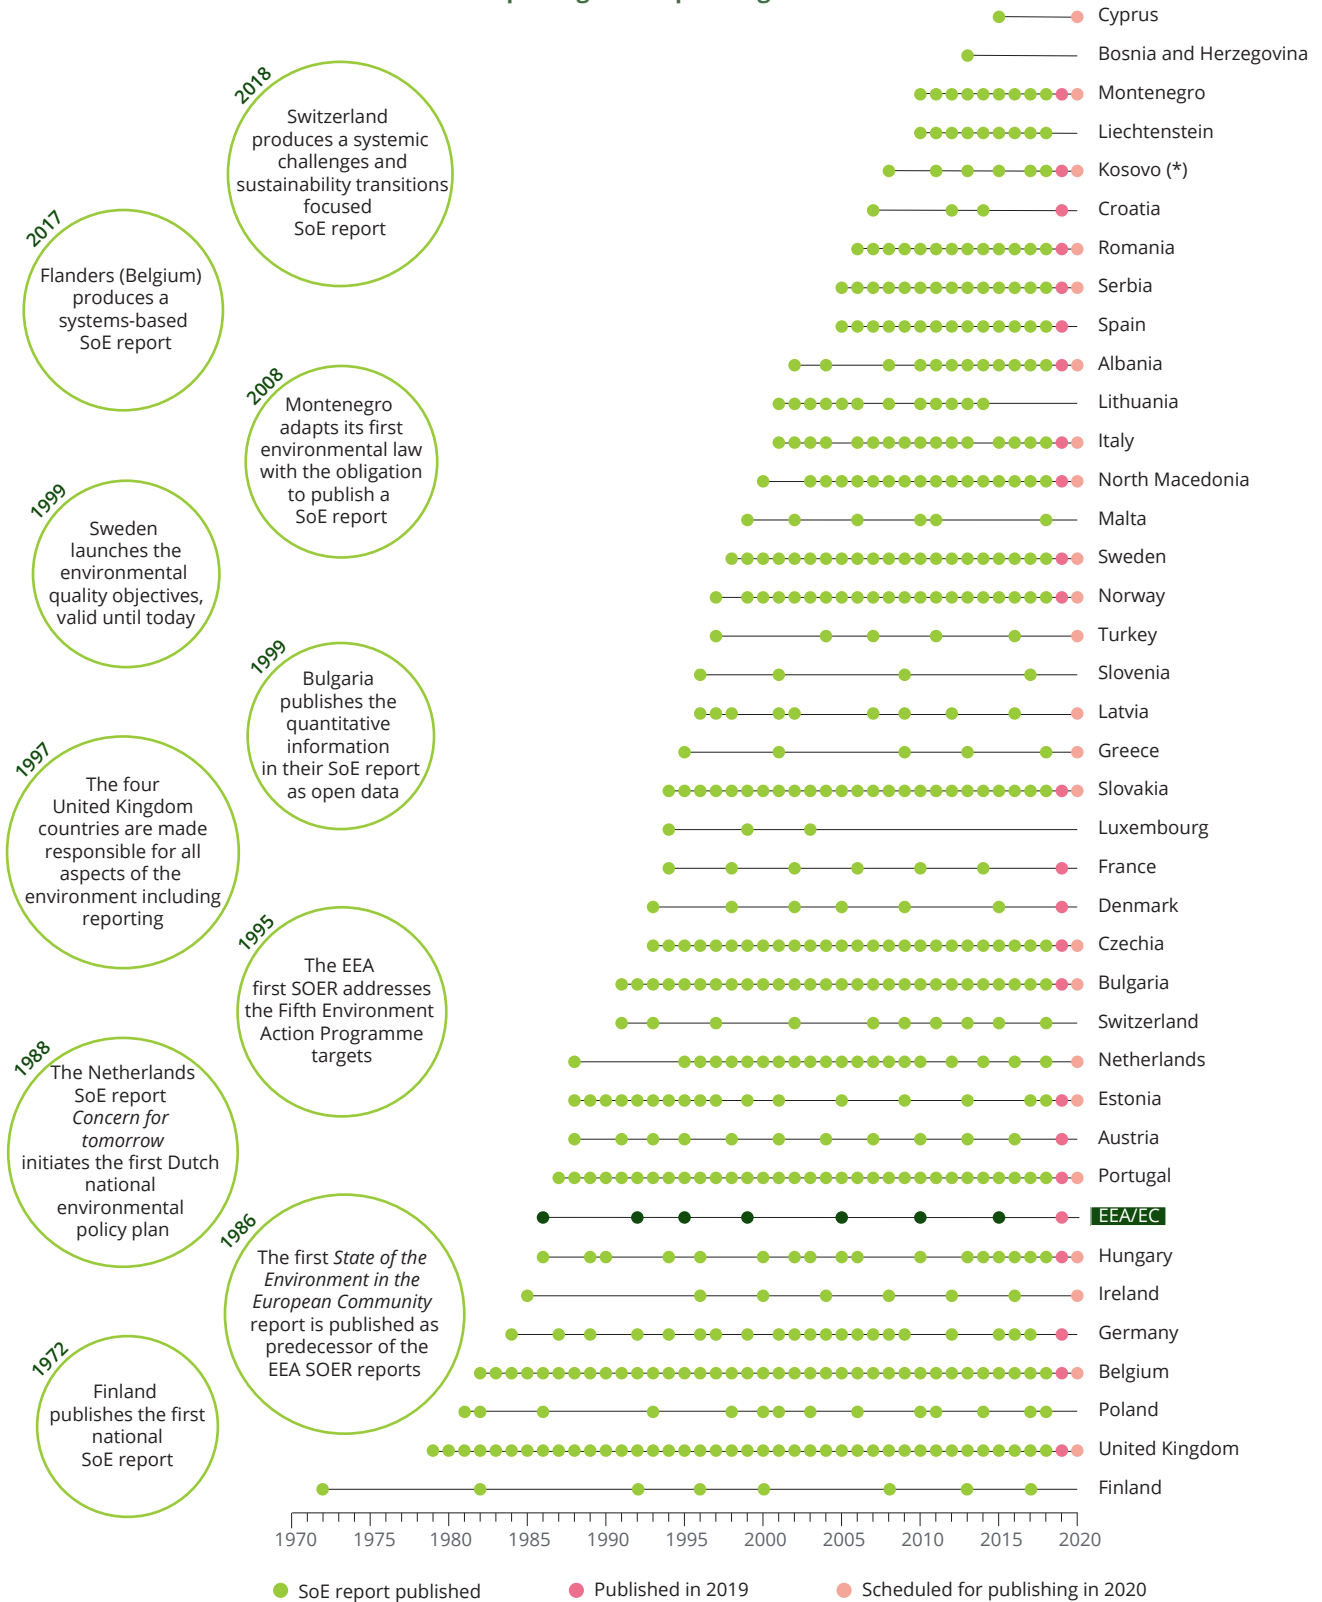 Cyprus
Bosnia and Herzegovina
Montenegro
Liechtenstein
Kosovo (*)
Croatia
Romania
Serbia
Spain
Albania
Lithuania
Italy
North Macedonia
Malta
Sweden
Norway
Turkey
Slovenia
Latvia
Greece
Slovakia
Luxembourg
France
Denmark
Czechia
Bulgaria
Switzerland
Netherlands
Estonia
Austria
Portugal
EEA/EC
Hungary
Ireland
Germany
Belgium
Poland
United Kingdom
Finland
2018
Switzerland
produces a systemic
challenges and
sustainability transitions
focused
SoE report
2017
Flanders (Belgium)
produces a
systems-based
SoE report
2008
Montenegro
adapts its first
environmental law
with the obligation
to publish a
SoE report
1999
Sweden
launches the
environmental
quality objectives,
valid until today
1999
Bulgaria
publishes the
quantitative
information
in their SoE report
as open data
1997
The four
United Kingdom
countries are made
responsible for all
aspects of the
environment including
reporting
1995
The EEA
first SOER addresses
the Fifth Environment
Action Programme
targets
1988
The Netherlands
SoE report
Concern for
tomorrow
initiates the first Dutch
national
environmental
policy plan
1986
The first State of the
Environment in the
European Community
report is published as
predecessor of the
EEA SOER reports
1972
Finland
publishes the first
national
SoE report
1970 1975 1980 1985 1990 1995 2000 2005 2010 2015 2020
SoE report published
Published in 2019
Scheduled for publishing in 2020